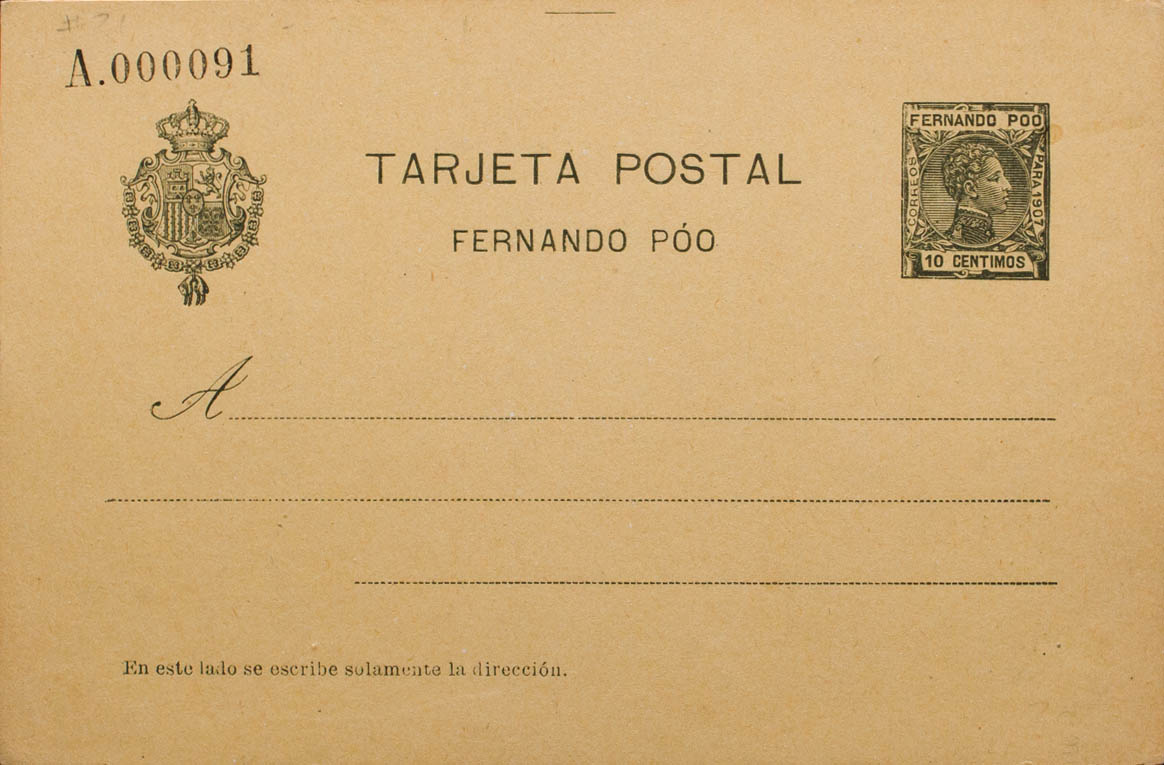 A.000091
TARJETA POSTAL
FERNANDO PÓO
FERNANDO POO
CORREOS
PARA 1907
10 CENTIMOS
A
En este lado se escribe solamente la dirección.